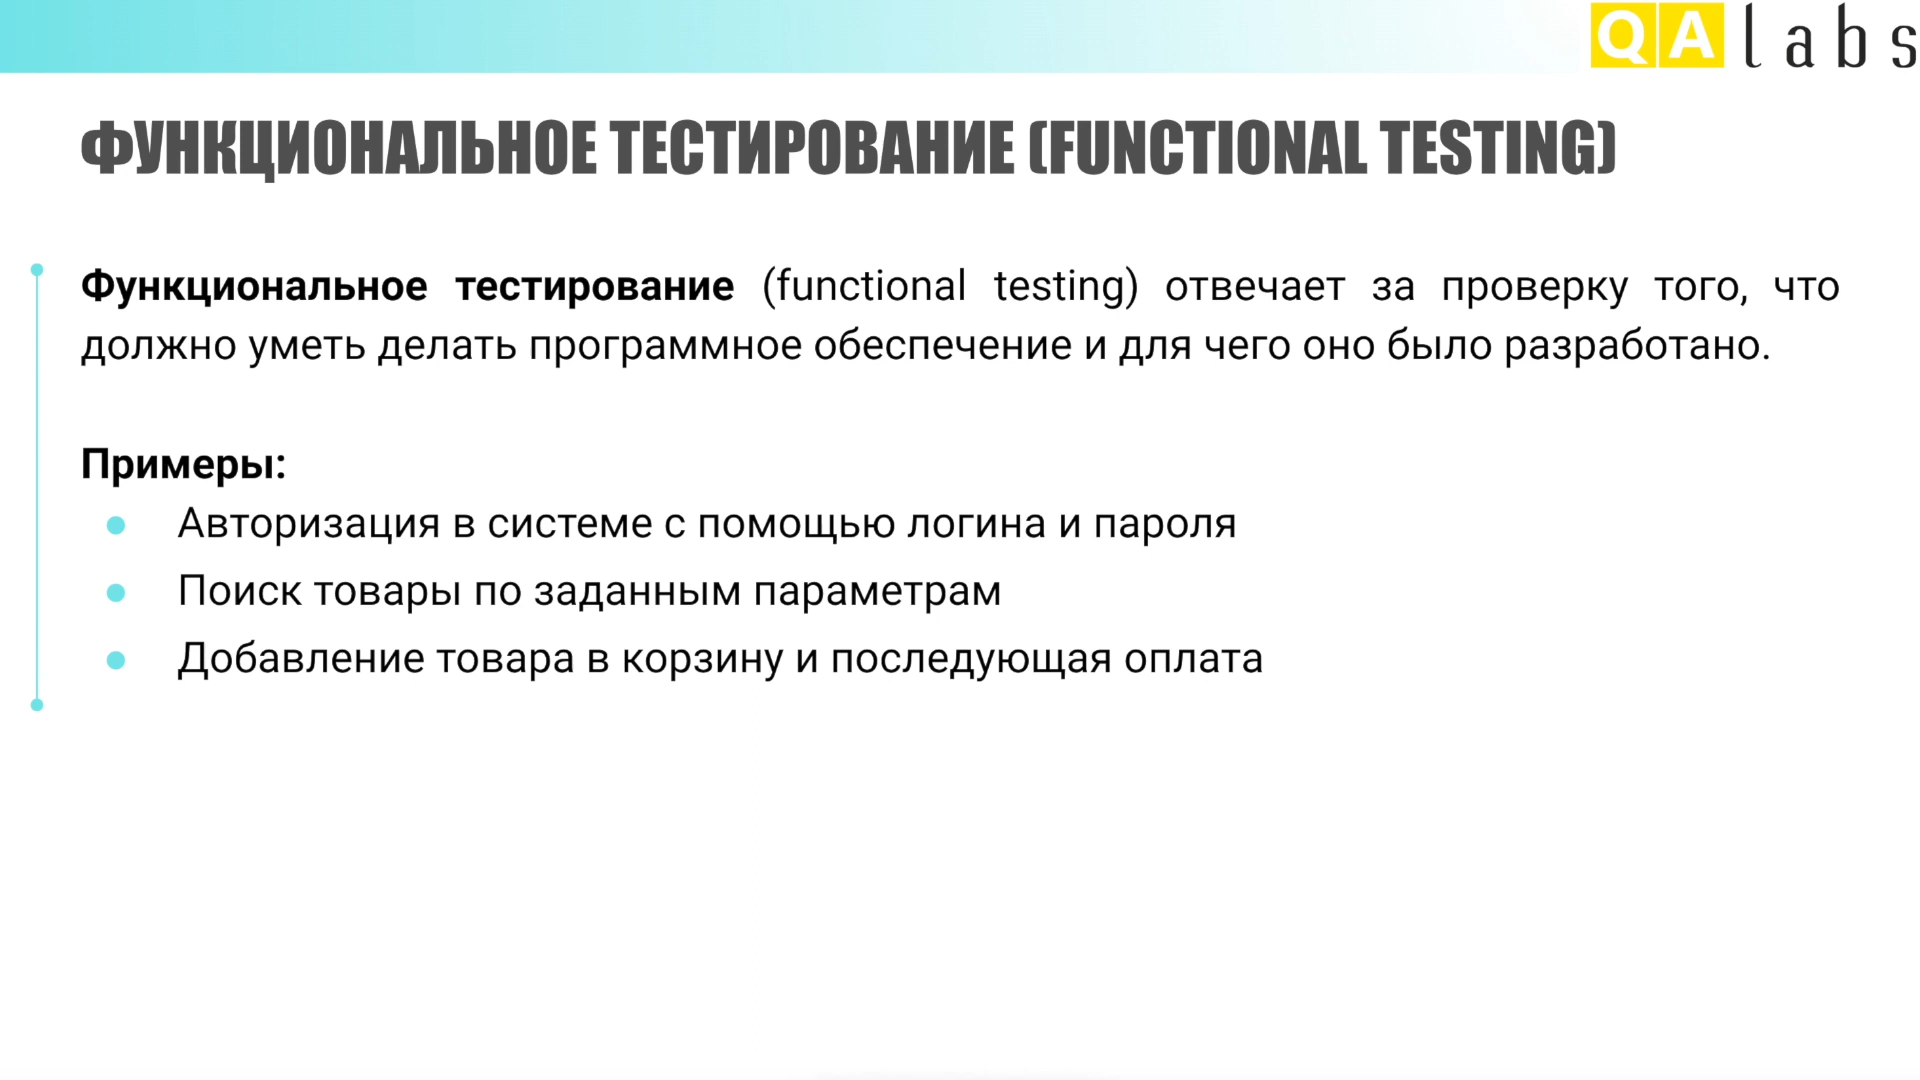 QA labs
ФУНКЦИОНАЛЬНОЕ ТЕСТИРОВАНИЕ (FUNCTIONAL TESTING)
Функциональное тестирование (functional testing) отвечает за проверку того, что
должно уметь делать программное обеспечение и для чего оно было разработано.
Примеры:
Авторизация в системе с помощью логина и пароля
Поиск товары по заданным параметрам
Добавление товара в корзину и последующая оплата